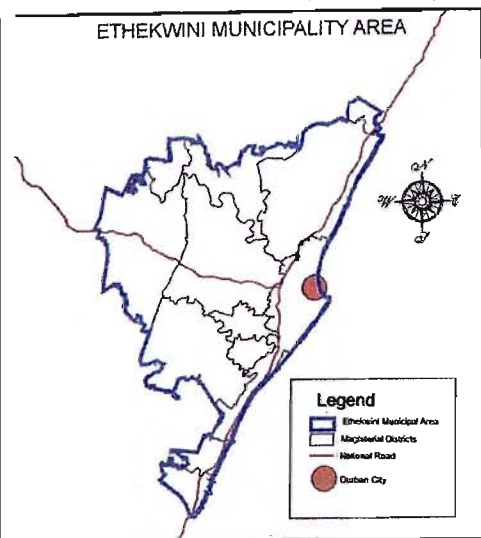 ETHEKWINI MUNICIPALITY AREA
N
W
E
S
Legend
Ethekwini Municipal Area
Magisterial Districts
National Road
Durban City